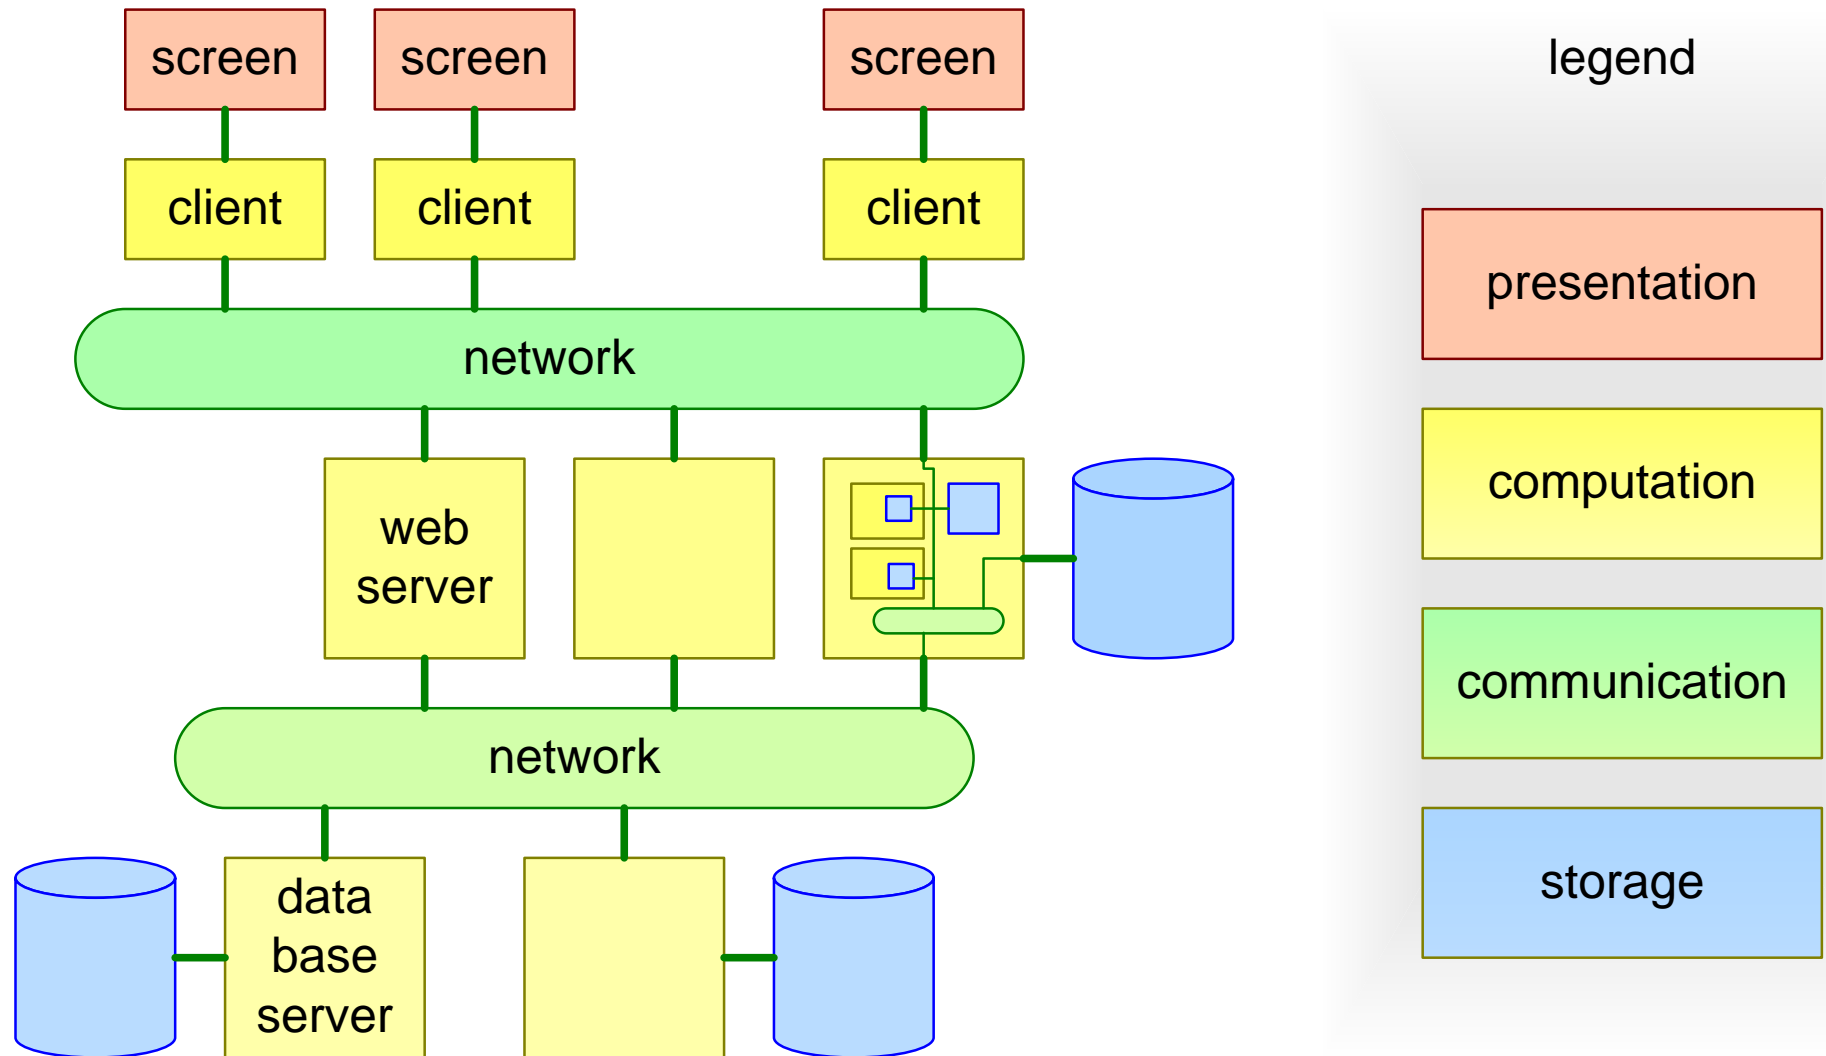 screen
screen
screen
legend
client
client
client
presentation
network
computation
web
server
communication
network
storage
data
base
server